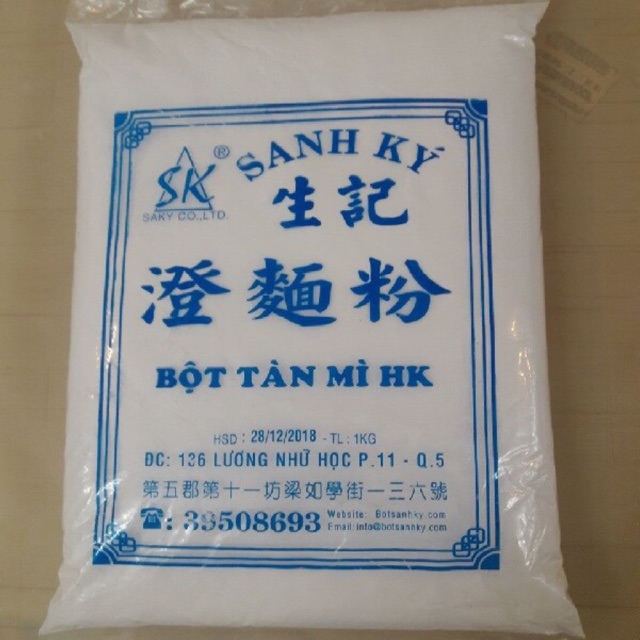 SANH KÝ
SK®
SAKY CO.,LTD.
生記
澄麵粉
BỘT TÀN MÌ HK
HSD : 28/12/2018 - TL : 1KG
ĐC: 136 LƯƠNG NHỮ HỌC P.11 - Q.5
第五郡第十一坊梁如學街一三六號
☎: 39508693
Website: Botsanhky.com
Email: info@botsanhky.com